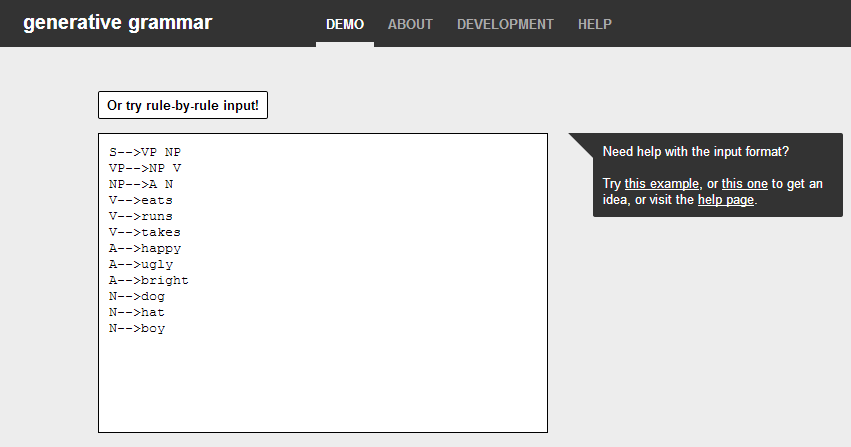 generative grammar
DEMO ABOUT DEVELOPMENT HELP
Or try rule-by-rule input!
S-->VP NP
VP-->NP V
NP-->A N
V-->eats
V-->runs
V-->takes
A-->happy
A-->ugly
A-->bright
N-->dog
N-->hat
N-->boy
Need help with the input format?
Try this example, or this one to get an
idea, or visit the help page.